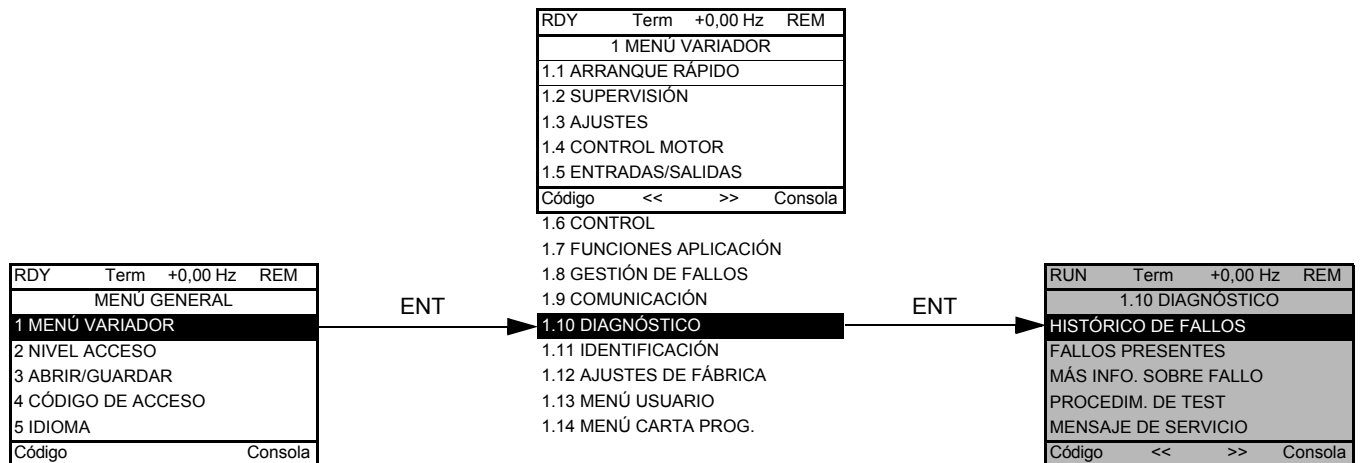 RDY Term +0,00 Hz REM
MENÚ GENERAL
1 MENÚ VARIADOR
2 NIVEL ACCESO
3 ABRIR/GUARDAR
4 CÓDIGO DE ACCESO
5 IDIOMA
Código Consola
ENT
RDY Term +0,00 Hz REM
1 MENÚ VARIADOR
1.1 ARRANQUE RÁPIDO
1.2 SUPERVISIÓN
1.3 AJUSTES
1.4 CONTROL MOTOR
1.5 ENTRADAS/SALIDAS
Código << >> Consola
1.6 CONTROL
1.7 FUNCIONES APLICACIÓN
1.8 GESTIÓN DE FALLOS
1.9 COMUNICACIÓN
1.10 DIAGNÓSTICO
1.11 IDENTIFICACIÓN
1.12 AJUSTES DE FÁBRICA
1.13 MENÚ USUARIO
1.14 MENÚ CARTA PROG.
ENT
RUN Term +0,00 Hz REM
1.10 DIAGNÓSTICO
HISTÓRICO DE FALLOS
FALLOS PRESENTES
MÁS INFO. SOBRE FALLO
PROCEDIM. DE TEST
MENSAJE DE SERVICIO
Código << >> Consola